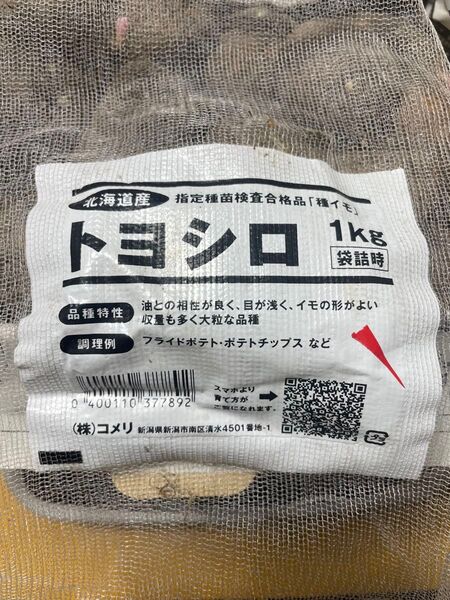 北海道産
指定種苗検査合格品「種イモ」
トヨシロ
1kg
袋詰時
品種特性
油との相性が良く、目が浅く、イモの形がよい
収量も多く大粒な品種
調理例
フライドポテト・ポテトチップス など
スマホより
育て方が
ご覧になれます。
0 400110 377892
(株)コメリ 新潟県新潟市南区清水4501番地-1